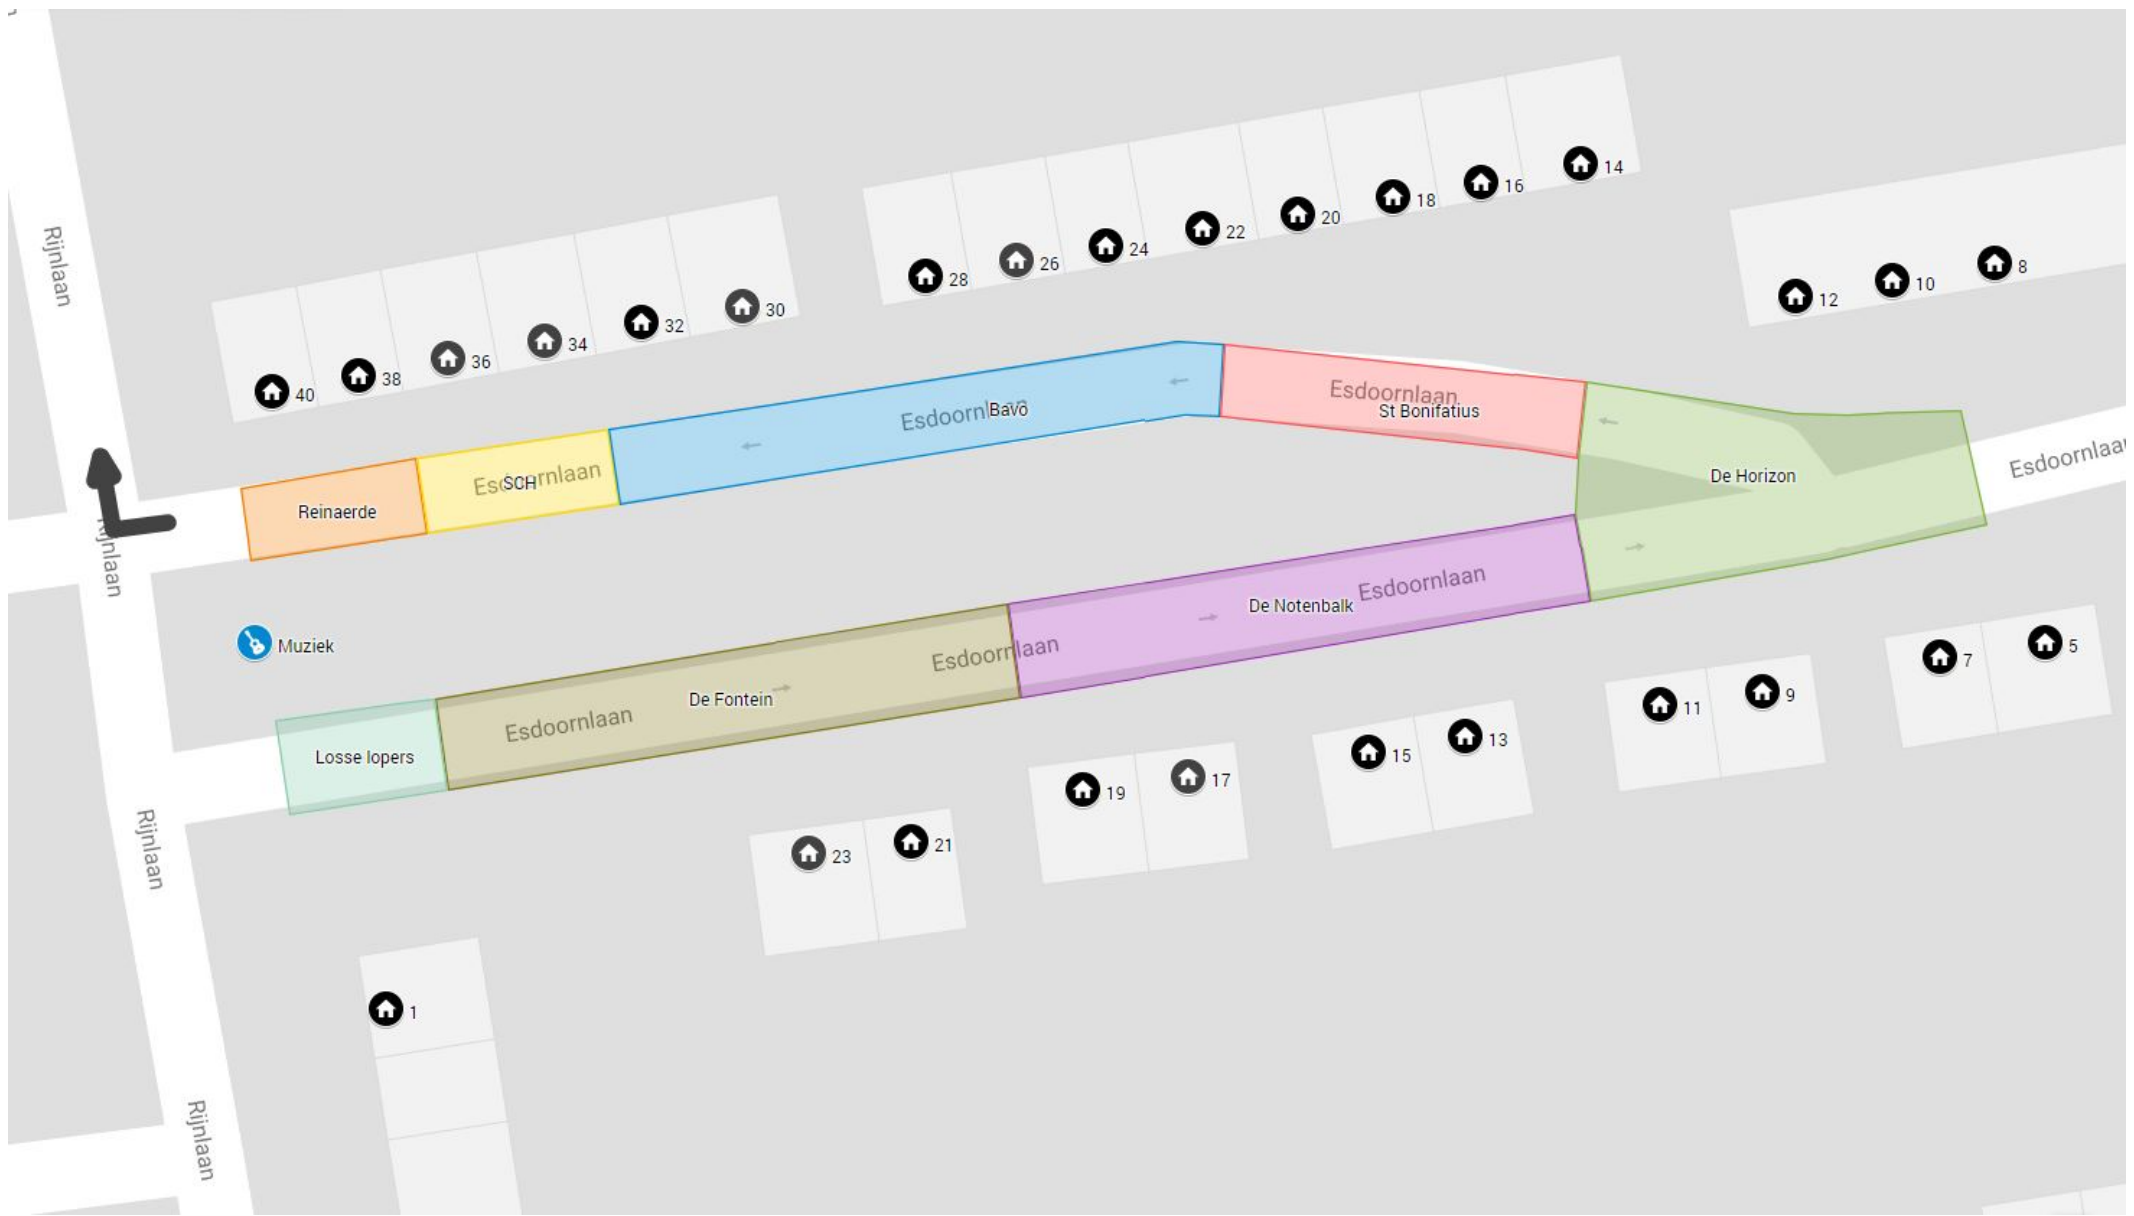 14
16
18
20
22
24
26
28
12
10
8
30
32
34
36
38
40
Rijnlaan
Esdoornlaan
St Bonifatius
Bavo
De Horizon
SCH
Reinaerde
Rijnlaan
Muziek
De Notenbalk
Esdoornlaan
Esdoornlaan
De Fontein
Esdoornlaan
Losse lopers
5
7
9
11
13
15
17
19
21
23
Rijnlaan
1
Rijnlaan